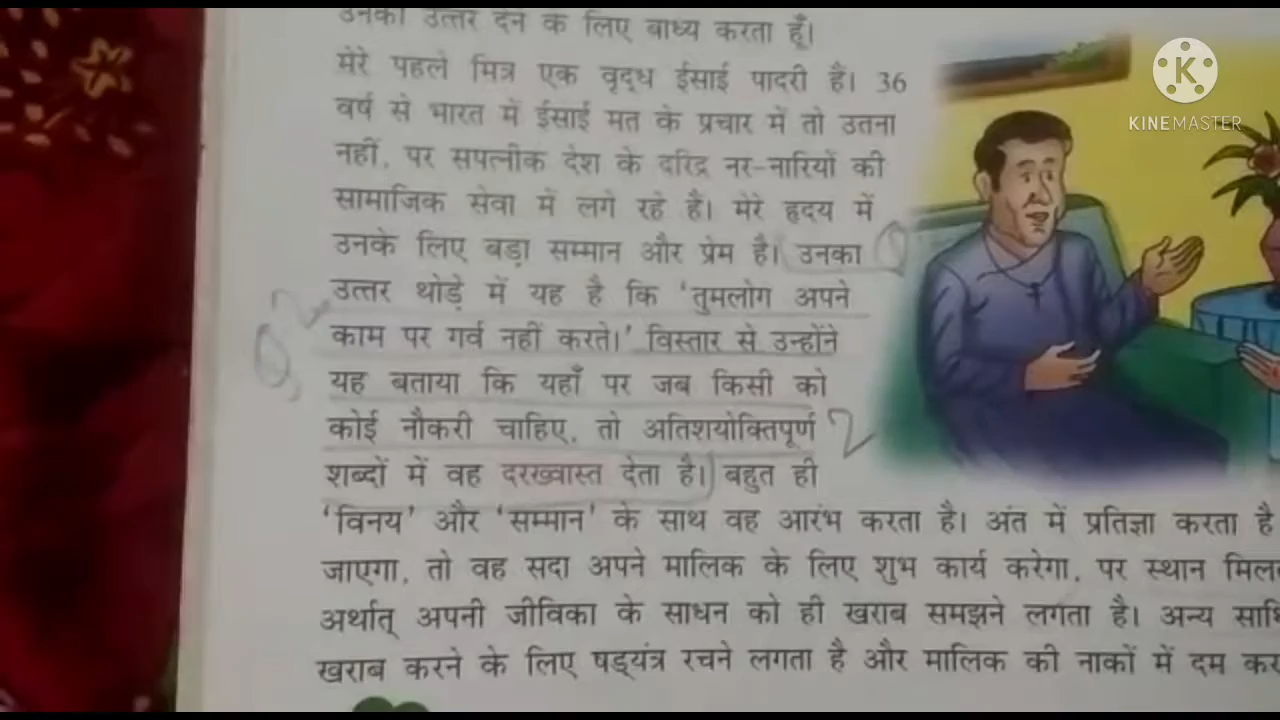 उनका उत्तर देने के लिए बाध्य करता हूँ।
मेरे पहले मित्र एक वृद्ध ईसाई पादरी हैं। 36
वर्ष से भारत में ईसाई मत के प्रचार में तो उतना
नहीं, पर सपत्नीक देश के दरिद्र नर-नारियों की
सामाजिक सेवा में लगे रहे हैं। मेरे हृदय में
उनके लिए बड़ा सम्मान और प्रेम है। उनका
उत्तर थोड़े में यह है कि 'तुमलोग अपने
काम पर गर्व नहीं करते।' विस्तार से उन्होंने
यह बताया कि यहाँ पर जब किसी को
कोई नौकरी चाहिए, तो अतिशयोक्तिपूर्ण
शब्दों में वह दरख्वास्त देता है। बहुत ही
'विनय' और 'सम्मान' के साथ वह आरंभ करता है। अंत में प्रतिज्ञा करता है
जाएगा, तो वह सदा अपने मालिक के लिए शुभ कार्य करेगा, पर स्थान
अर्थात् अपनी जीविका के साधन को ही खराब समझने लगता है। अन्य
खराब करने के लिए षड्यंत्र रचने लगता है और मालिक की नाकों में दम
K
KINEMASTER